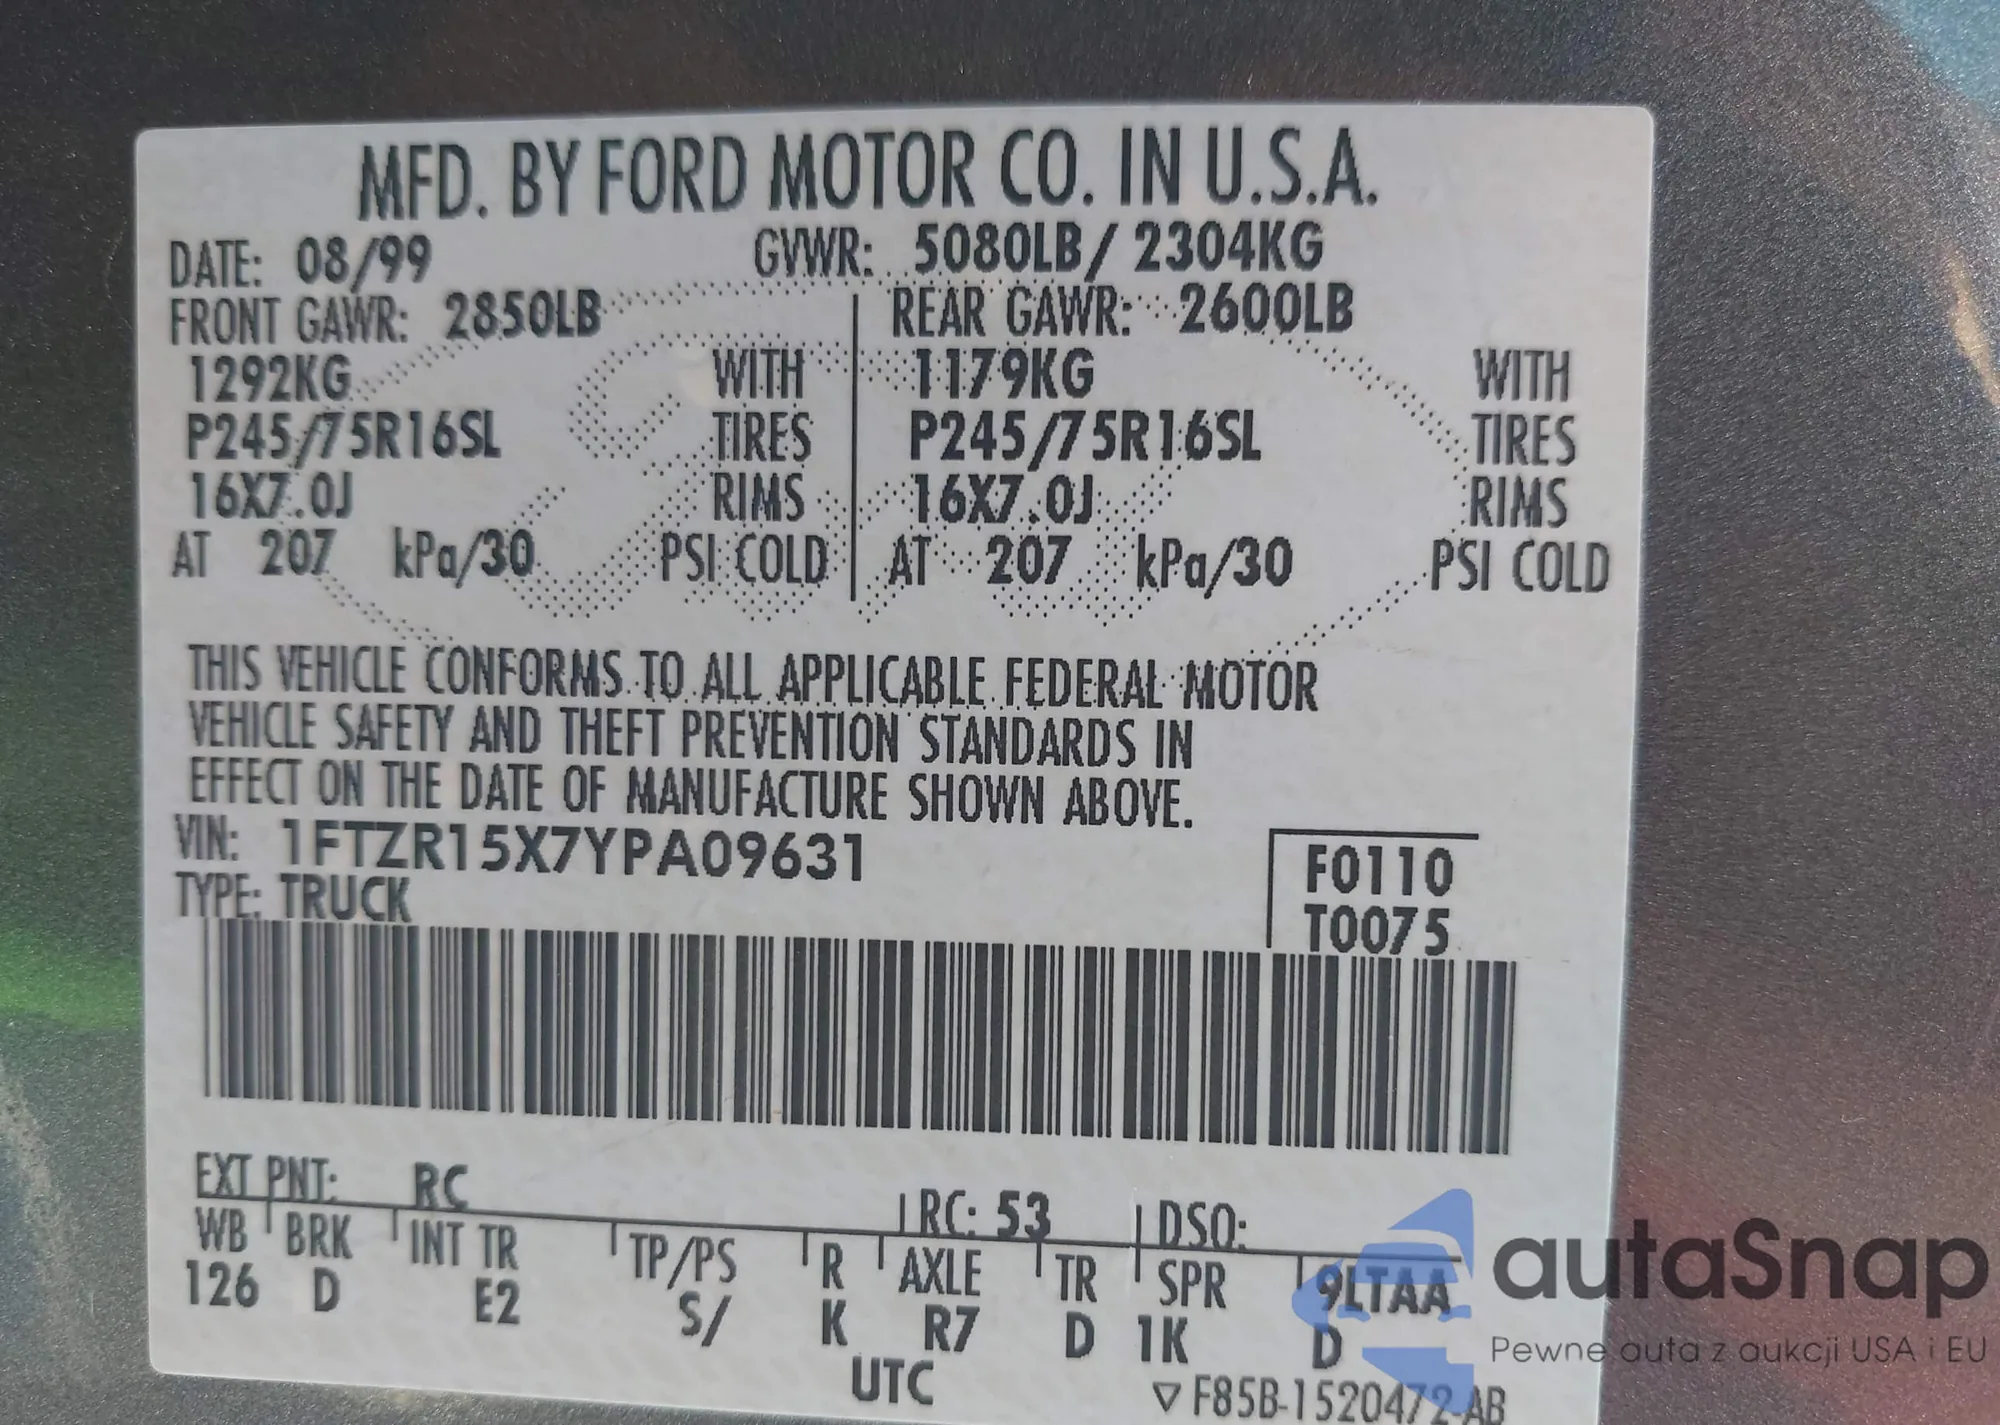 MFD. BY FORD MOTOR CO. IN U.S.A.
DATE: 08/99 GVWR: 5080LB/ 2304KG
FRONT GAWR: 2850LB REAR GAWR: 2600LB
1292KG WITH 1179KG WITH
P245/75R16SL TIRES P245/75R16SL TIRES
16X7.0J RIMS 16X7.0J RIMS
AT 207 kPa/30 PSI COLD AT 207 kPa/30 PSI COLD
THIS VEHICLE CONFORMS TO ALL APPLICABLE FEDERAL MOTOR
VEHICLE SAFETY AND THEFT PREVENTION STANDARDS IN
EFFECT ON THE DATE OF MANUFACTURE SHOWN ABOVE.
VIN: 1FTZR15X7YPA09631
TYPE: TRUCK
F0110
T0075
EXT PNT: RC RC: 53 DSO:
WB BRK INT TR TP/PS R AXLE TR SPR 9LTAA
126 D E2 S/ K R7 D 1K D
UTC
▽ F85B-1520472-AB
autaSnap
Pewne auta z aukcji USA i EU